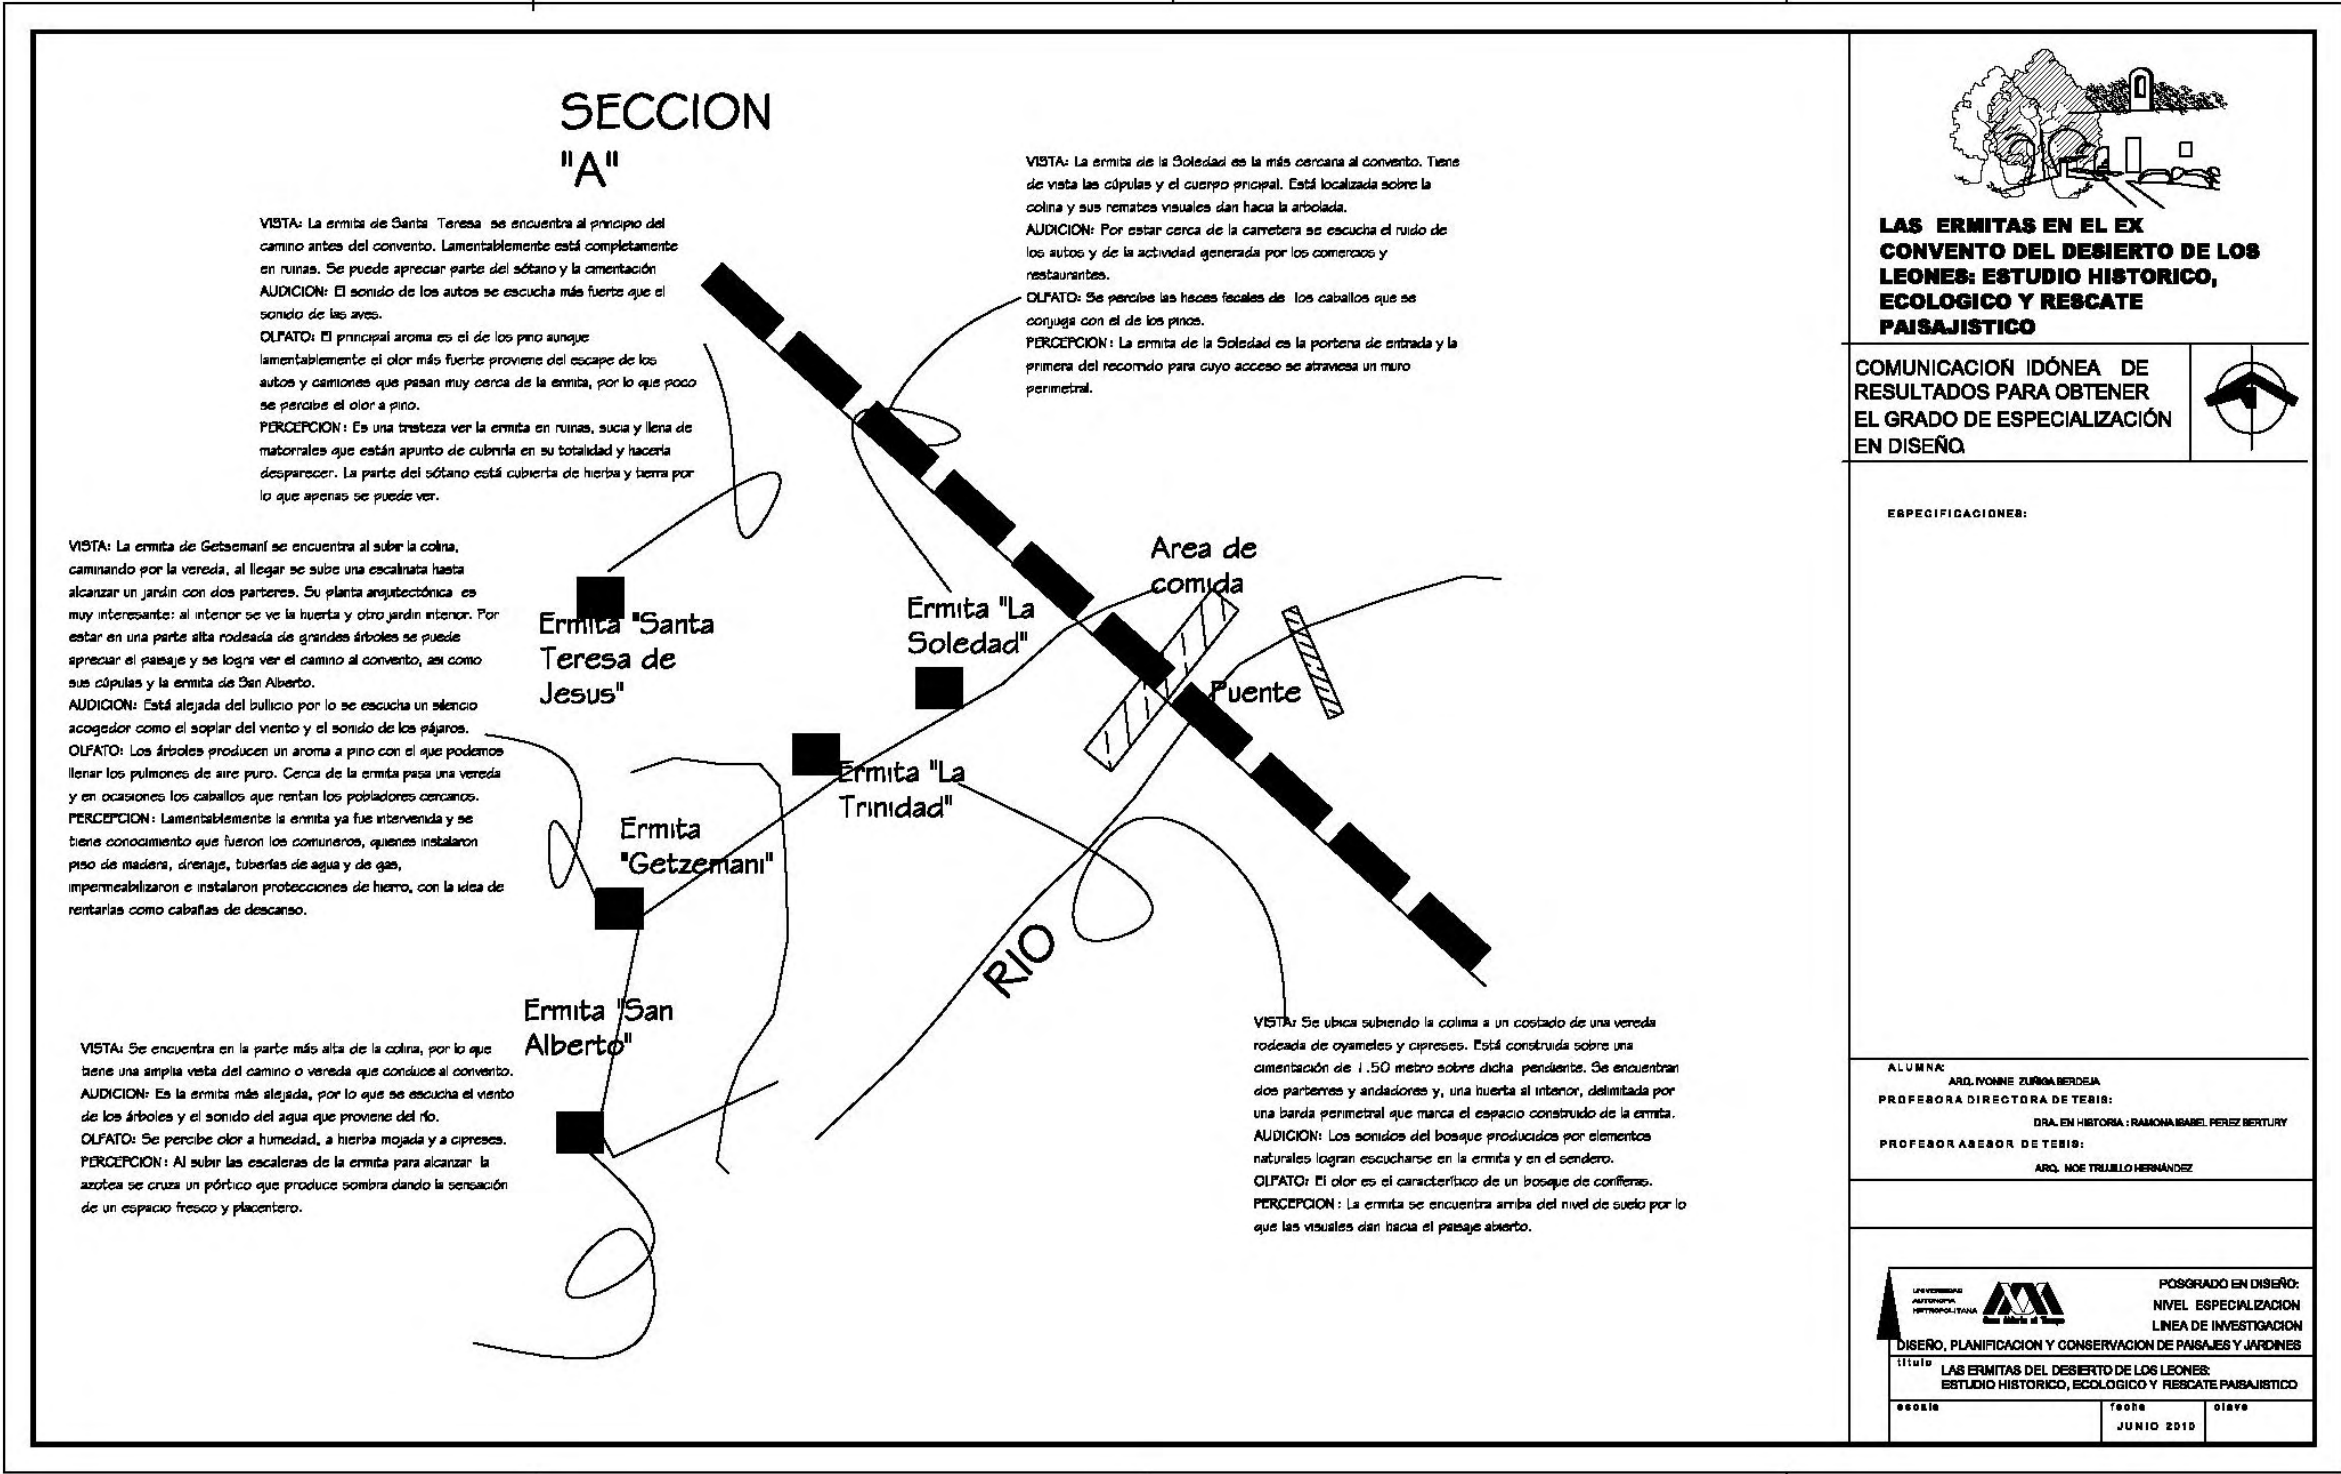 SECCION
"A"
VISTA: La ermita de Santa Teresa se encuentra al principio del
camino antes del convento. Lamentablemente está completamente
en ruinas. Se puede apreciar parte del sótano y la cimentación
AUDICION: El sonido de los autos se escucha más fuerte que el
sonido de las aves.
OLFATO: El principal aroma es el de los pino aunque
lamentablemente el olor más fuerte proviene del escape de los
autos y camiones que pasan muy cerca de la ermita, por lo que poco
se percibe el olor a pino.
PERCEPCION: Es una tristeza ver la ermita en ruinas, sucia y llena de
matorrales que están apunto de cubrirla en su totalidad y hacerla
desparecer. La parte del sótano está cubierta de hierba y tierra por
lo que apenas se puede ver.
VISTA: La ermita de la Soledad es la más cercana al convento. Tiene
de vista las cúpulas y el cuerpo pricipal. Está localizada sobre la
colina y sus remates visuales dan hacia la arbolada.
AUDICION: Por estar cerca de la carretera se escucha el ruido de
los autos y de la actividad generada por los comercios y
restaurantes.
OLFATO: Se percibe las heces fecales de los caballos que se
conjuga con el de los pinos.
PERCEPCION: La ermita de la Soledad es la portena de entrada y la
primera del recorrido para cuyo acceso se atraviesa un muro
perimetral.
VISTA: La ermita de Getsemaní se encuentra al subir la colina,
caminando por la vereda, al llegar se sube una escalinata hasta
alcanzar un jardin con dos parteres. Su planta arquitectónica es
muy interesante: al interior se ve la huerta y otro jardin interior. Por
estar en una parte alta rodeada de grandes árboles se puede
apreciar el paisaje y se logra ver el camino al convento, asi como
sus cúpulas y la ermita de San Alberto.
AUDICION: Está alejada del bullicio por lo se escucha un silencio
acogedor como el soplar del viento y el sonido de los pájaros.
OLFATO: Los árboles producen un aroma a pino con el que podemos
llenar los pulmones de aire puro. Cerca de la ermita pasa una vereda
y en ocasiones los caballos que rentan los pobladores cercanos.
PERCEPCION: Lamentablemente la ermita ya fue intervenida y se
tiene conocimiento que fueron los comuneros, quienes instalaron
piso de madera, drenaje, tuberías de agua y de gas,
impermeabilizaron e instalaron protecciones de hierro, con la idea de
rentarlas como cabañas de descanso.
Area de
comida
Ermita "Santa
Teresa de
Jesus"
Ermita "La
Soledad"
Puente
Ermita "La
Trinidad"
Ermita
"Getzemani"
RIO
Ermita "San
Alberto"
VISTA: Se encuentra en la parte más alta de la colina, por lo que
tiene una amplia vista del camino o vereda que conduce al convento.
AUDICION: Es la ermita más alejada, por lo que se escucha el viento
de los árboles y el sonido del agua que proviene del río.
OLFATO: Se percibe olor a humedad, a hierba mojada y a cipreses.
PERCEPCION: Al subir las escaleras de la ermita para alcanzar la
azotea se cruza un pórtico que produce sombra dando la sensación
de un espacio fresco y placentero.
VISTA: Se ubica subiendo la colima a un costado de una vereda
rodeada de oyameles y cipreses. Está construida sobre una
cimentación de 1.50 metro sobre dicha pendiente. Se encuentran
dos parterres y andadores y, una huerta al interior, delimitada por
una barda perimetral que marca el espacio construido de la ermita.
AUDICION: Los sonidos del bosque producidos por elementos
naturales logran escucharse en la ermita y en el sendero.
OLFATO: El olor es el caracterítico de un bosque de coníferas.
PERCEPCION: La ermita se encuentra arriba del nivel de suelo por lo
que las visuales dan hacia el paisaje abierto.
LAS ERMITAS EN EL EX
CONVENTO DEL DESIERTO DE LOS
LEONES: ESTUDIO HISTORICO,
ECOLOGICO Y RESCATE
PAISAJISTICO
COMUNICACION IDÓNEA DE
RESULTADOS PARA OBTENER
EL GRADO DE ESPECIALIZACIÓN
EN DISEÑO.
ESPECIFICACIONES:
ALUMNA:
ARQ. IVONNE ZUÑIGA BERDEJA
PROFESORA DIRECTORA DE TESIS:
DRA. EN HISTORIA : RAMONA ISABEL PEREZ BERTURY
PROFESOR ASESOR DE TESIS:
ARQ. NOE TRUJILLO HERNÁNDEZ
UNIVERSIDAD
AUTONOMA
METROPOLITANA
Casa abierta al Tiempo
POSGRADO EN DISEÑO:
NIVEL ESPECIALIZACION
LINEA DE INVESTIGACION
DISEÑO, PLANIFICACION Y CONSERVACION DE PAISAJES Y JARDINES
titulo
LAS ERMITAS DEL DESIERTO DE LOS LEONES:
ESTUDIO HISTORICO, ECOLOGICO Y RESCATE PAISAJISTICO
escala
fecha
clave
JUNIO 2010